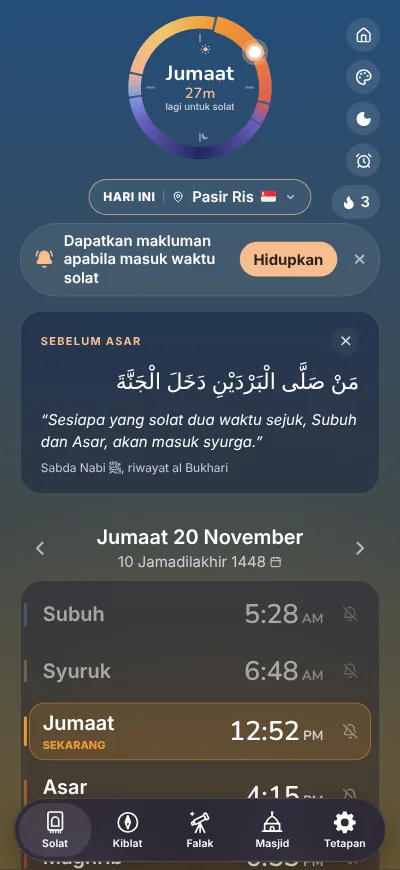 Jumaat
27m
lagi untuk solat
HARI INI
Pasir Ris
3
Dapatkan makluman
apabila masuk waktu
solat
Hidupkan
SEBELUM ASAR
مَنْ صَلَّى الْبَرْدَيْنِ دَخَلَ الْجَنَّةَ
“Sesiapa yang solat dua waktu sejuk, Subuh
dan Asar, akan masuk syurga.”
Sabda Nabi ﷺ, riwayat al Bukhari
Jumaat 20 November
10 Jamadilakhir 1448
Subuh 5:28 AM
Syuruk 6:48 AM
Jumaat 12:52 PM
SEKARANG
Asar 4:15 PM
Solat Kiblat Falak Masjid Tetapan